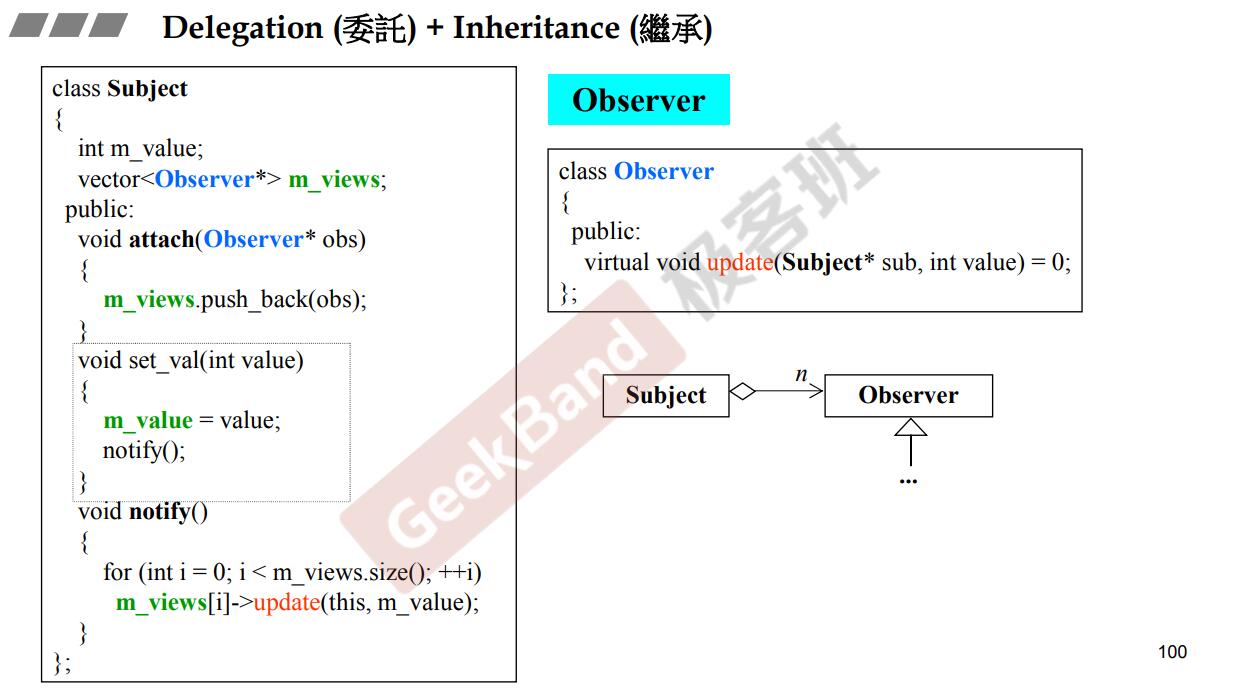 Delegation (委託) + Inheritance (繼承)
class Subject
{
int m_value;
vector<Observer*> m_views;
public:
void attach(Observer* obs)
{
m_views.push_back(obs);
}
void set_val(int value)
{
m_value = value;
notify();
}
void notify()
{
for (int i = 0; i < m_views.size(); ++i)
m_views[i]->update(this, m_value);
}
};
Observer
class Observer
{
public:
virtual void update(Subject* sub, int value) = 0;
};
Subject
n
Observer
...
GeekBand 极客班
100